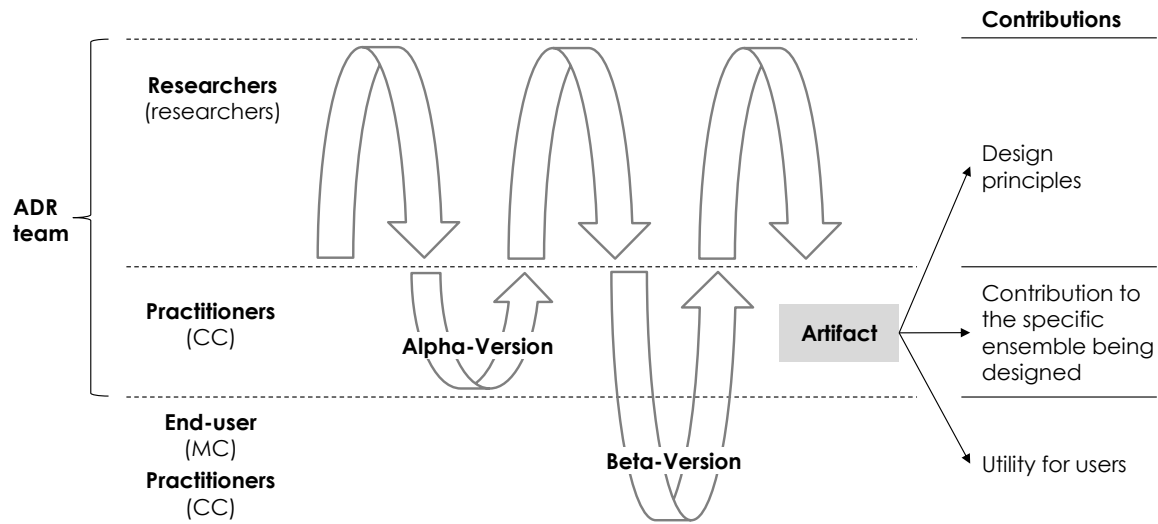 Contributions
Researchers
(researchers)
Design
principles
ADR
team
Practitioners
(CC)
Alpha-Version
Artifact
Contribution to
the specific
ensemble being
designed
End-user
(MC)
Practitioners
(CC)
Beta-Version
Utility for users